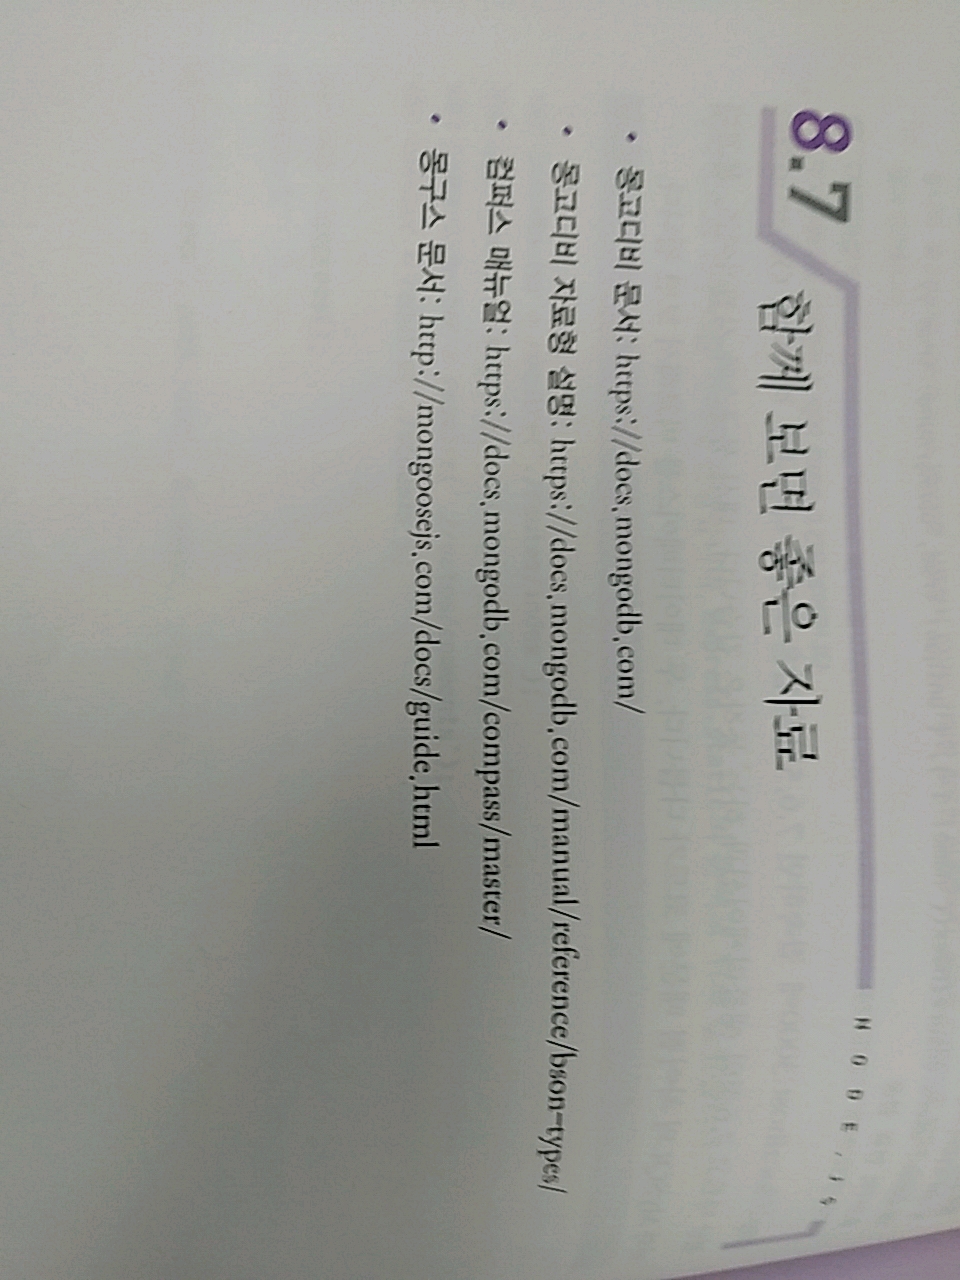 NODE.JS
8.7 함께 보면 좋은 자료
• 몽고디비 문서: https://docs.mongodb.com/
• 몽고디비 자료형 설명: https://docs.mongodb.com/manual/reference/bson-types/
• 컴퍼스 매뉴얼: https://docs.mongodb.com/compass/master/
• 몽구스 문서: http://mongoosejs.com/docs/guide.html